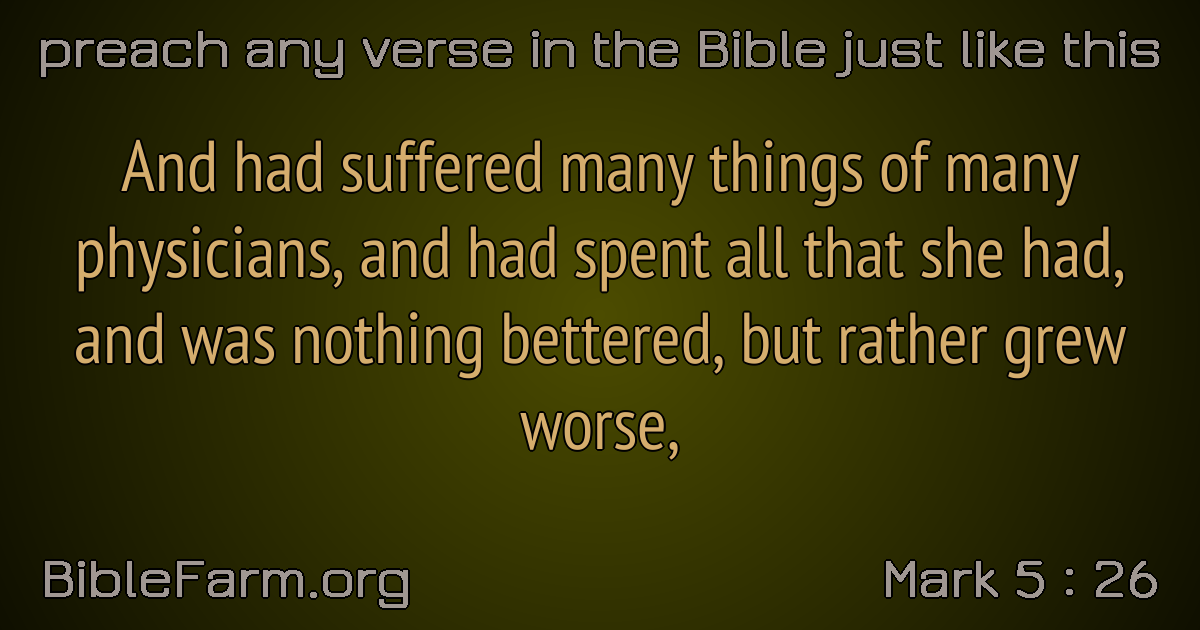 preach any verse in the Bible just like this
And had suffered many things of many
physicians, and had spent all that she had,
and was nothing bettered, but rather grew
worse,
BibleFarm.org
Mark 5 : 26